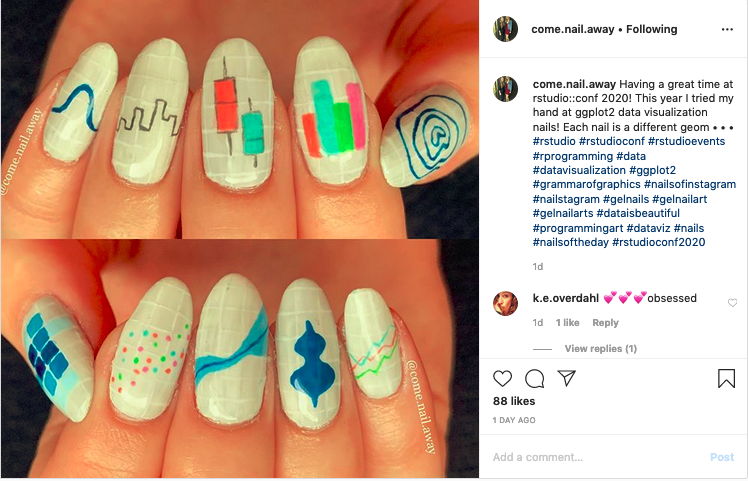 come.nail.away • Following
come.nail.away Having a great time at
rstudio::conf 2020! This year I tried my
hand at ggplot2 data visualization
nails! Each nail is a different geom • • •
#rstudio #rstudioconf #rstudioevents
#rprogramming #data
#datavisualization #ggplot2
#grammarofgraphics #nailsofinstagram
#nailstagram #gelnails #gelnailart
#gelnailarts #dataisbeautiful
#programmingart #dataviz #nails
#nailsoftheday #rstudioconf2020
1d
k.e.overdahl 💕💕💕obsessed
1d 1 like Reply
View replies (1)
88 likes
1 DAY AGO
Add a comment... Post
@come.nail.away
@come.nail.away